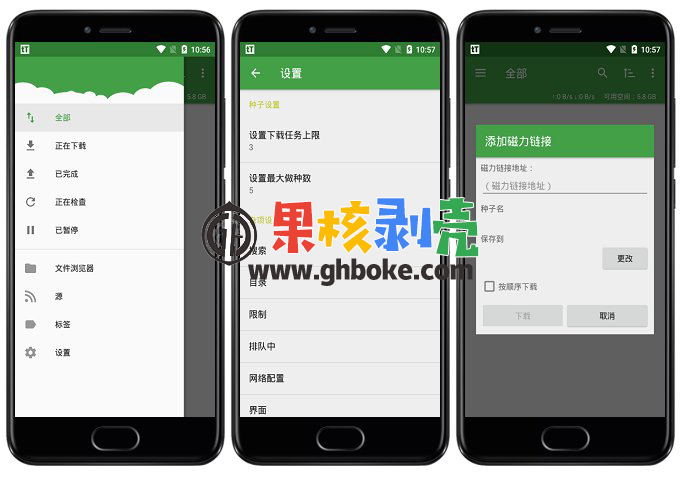 10:56
5.8 GB
全部
正在下载
已完成
正在检查
已暂停
文件浏览器
源
标签
设置
10:57
设置
种子设置
设置下载任务上限
3
设置最大做种数
5
搜索
目录
限制
排队中
网络配置
界面
10:57
全部
↑0 B/s↓0 B/s 可用空间：5.8 GB
添加磁力链接
磁力链接地址：
（磁力链接地址）
种子名
保存到
更改
按顺序下载
下载
取消
果核剥壳
www.ghboke.com